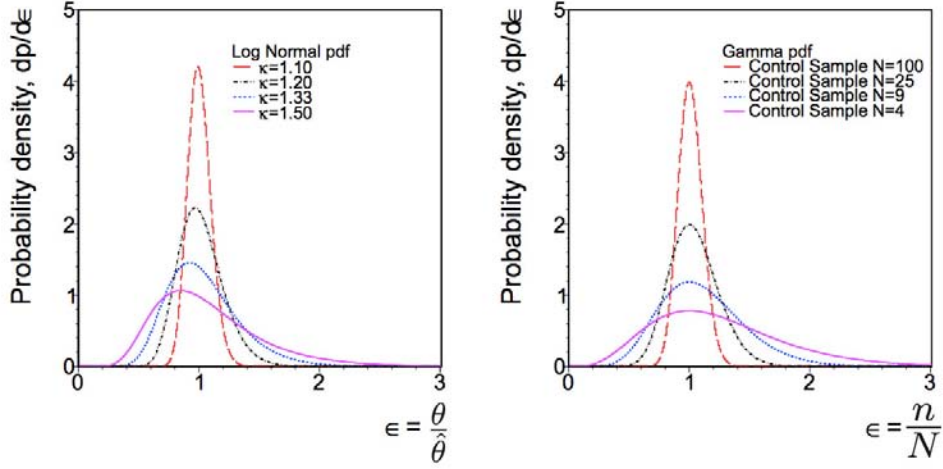 Probability density, dp/dϵ
5
4
3
2
1
0
Log Normal pdf
κ=1.10
κ=1.20
κ=1.33
κ=1.50
0 1 2 3
ϵ = θ/θ̂
Probability density, dp/dϵ
5
4
3
2
1
0
Gamma pdf
Control Sample N=100
Control Sample N=25
Control Sample N=9
Control Sample N=4
0 1 2 3
ϵ = n/N